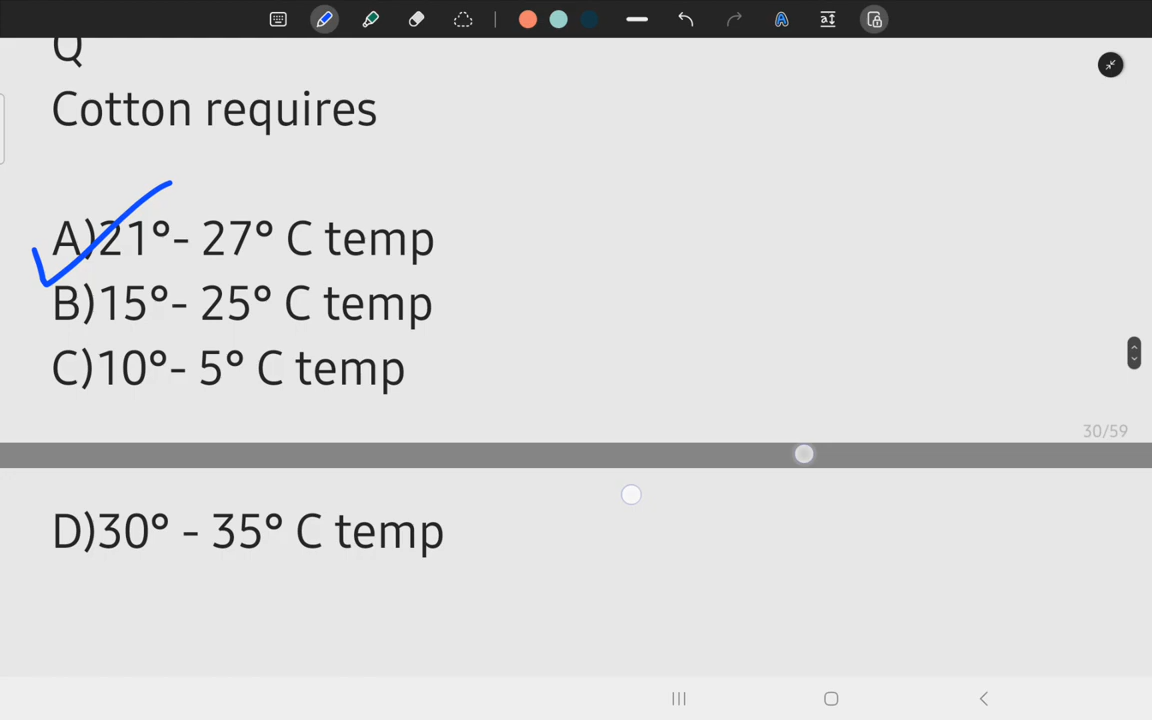 Q
Cotton requires
A)21°- 27° C temp
B)15°- 25° C temp
C)10°- 5° C temp
30/59
D)30° - 35° C temp